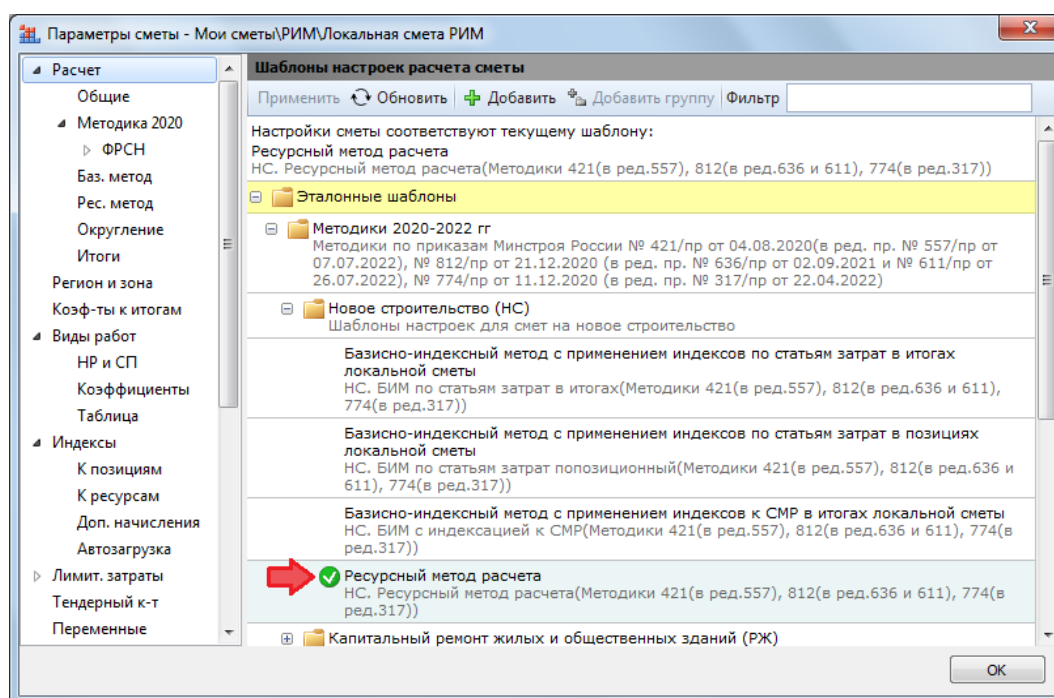 Параметры сметы - Мои сметы\РИМ\Локальная смета РИМ
Расчет
Общие
Методика 2020
ФРСН
Баз. метод
Рес. метод
Округление
Итоги
Регион и зона
Коэф-ты к итогам
Виды работ
НР и СП
Коэффициенты
Таблица
Индексы
К позициям
К ресурсам
Доп. начисления
Автозагрузка
Лимит. затраты
Тендерный к-т
Переменные
Шаблоны настроек расчета сметы
Применить Обновить Добавить Добавить группу Фильтр
Настройки сметы соответствуют текущему шаблону:
Ресурсный метод расчета
НС. Ресурсный метод расчета(Методики 421(в ред.557), 812(в ред.636 и 611), 774(в ред.317))
Эталонные шаблоны
Методики 2020-2022 гг
Методики по приказам Минстроя России № 421/пр от 04.08.2020(в ред. пр. № 557/пр от
07.07.2022), № 812/пр от 21.12.2020 (в ред. пр. № 636/пр от 02.09.2021 и № 611/пр от
26.07.2022), № 774/пр от 11.12.2020 (в ред. пр. № 317/пр от 22.04.2022)
Новое строительство (НС)
Шаблоны настроек для смет на новое строительство
Базисно-индексный метод с применением индексов по статьям затрат в итогах
локальной сметы
НС. БИМ по статьям затрат в итогах(Методики 421(в ред.557), 812(в ред.636 и 611),
774(в ред.317))
Базисно-индексный метод с применением индексов по статьям затрат в позициях
локальной сметы
НС. БИМ по статьям затрат попозиционный(Методики 421(в ред.557), 812(в ред.636 и
611), 774(в ред.317))
Базисно-индексный метод с применением индексов к СМР в итогах локальной сметы
НС. БИМ с индексацией к СМР(Методики 421(в ред.557), 812(в ред.636 и 611), 774(в
ред.317))
Ресурсный метод расчета
НС. Ресурсный метод расчета(Методики 421(в ред.557), 812(в ред.636 и 611), 774(в
ред.317))
Капитальный ремонт жилых и общественных зданий (РЖ)
OK